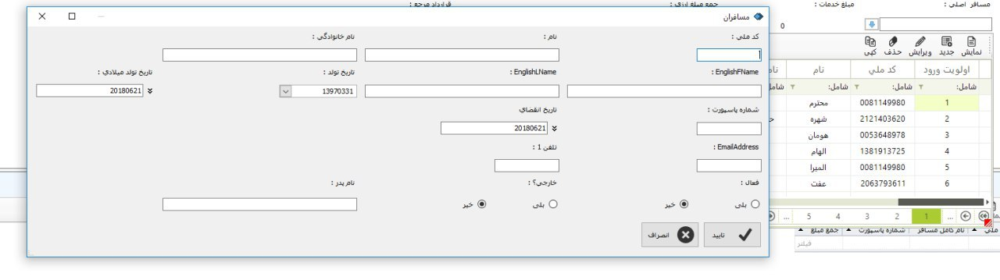 مسافر اصلی :
مبلغ خدمات :
جمع مبلغ ارزی :
قرارداد مرجع :
0
مسافران
نمایش جدید ویرایش حذف کپی
کد ملی :
نام :
نام خانوادگی :
EnglishFName :
EnglishLName :
تاریخ تولد :
تاریخ تولد میلادی :
13970331
20180621
شماره پاسپورت :
تاریخ انقضای
20180621
EmailAddress :
تلفن 1 :
فعال :
خارجی؟ :
نام پدر :
بلی
خیر
بلی
خیر
تایید
انصراف
اولویت ورود کد ملی نام
شامل: شامل: شامل:
1 0081149980 محترم
2 2121403620 شهره
3 0053648978 هومان
4 1381913725 الهام
5 0081149980 المیرا
6 2063793611 عفت
... 1 2 3 4 5 ...
ملی نام کامل مسافر شماره پاسپورت جمع مبلغ
فیلتر